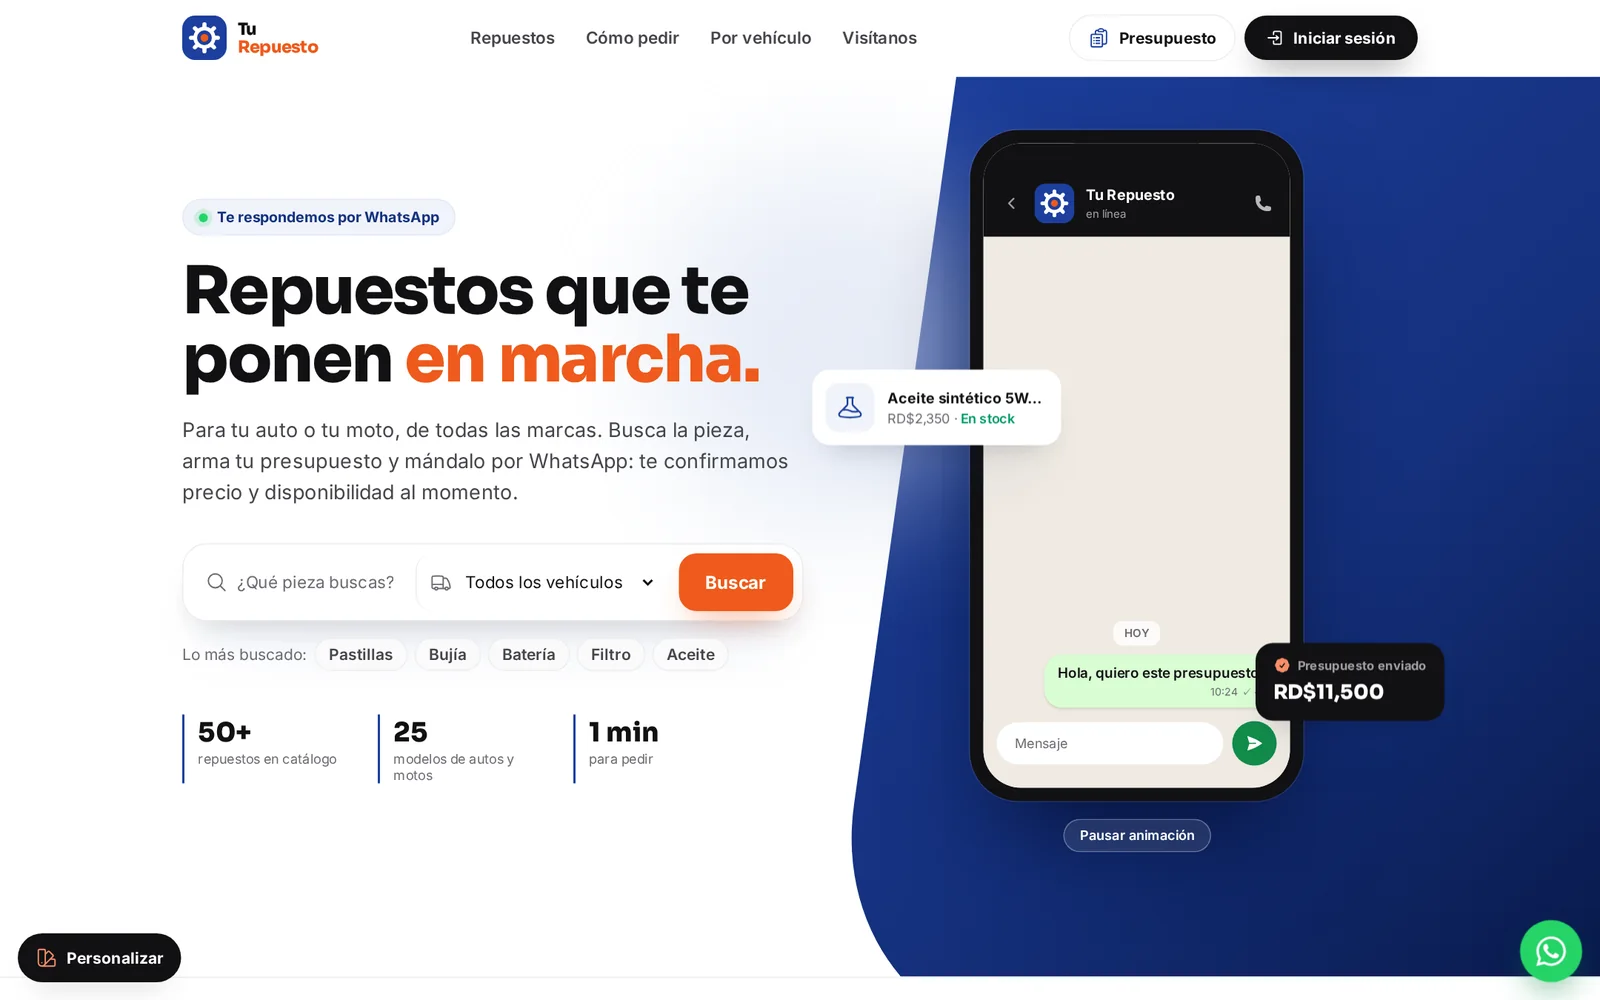 Tu
Repuesto
Repuestos
Cómo pedir
Por vehículo
Visítanos
Presupuesto
Iniciar sesión
Te respondemos por WhatsApp
Repuestos que te
ponen en marcha.
Para tu auto o tu moto, de todas las marcas. Busca la pieza,
arma tu presupuesto y mándalo por WhatsApp: te confirmamos
precio y disponibilidad al momento.
¿Qué pieza buscas?
Todos los vehículos
Buscar
Lo más buscado:
Pastillas
Bujía
Batería
Filtro
Aceite
50+
repuestos en catálogo
25
modelos de autos y
motos
1 min
para pedir
Tu Repuesto
en línea
Aceite sintético 5W...
RD$2,350 · En stock
HOY
Hola, quiero este presupuesto
10:24 ✓
Presupuesto enviado
RD$11,500
Mensaje
Pausar animación
Personalizar